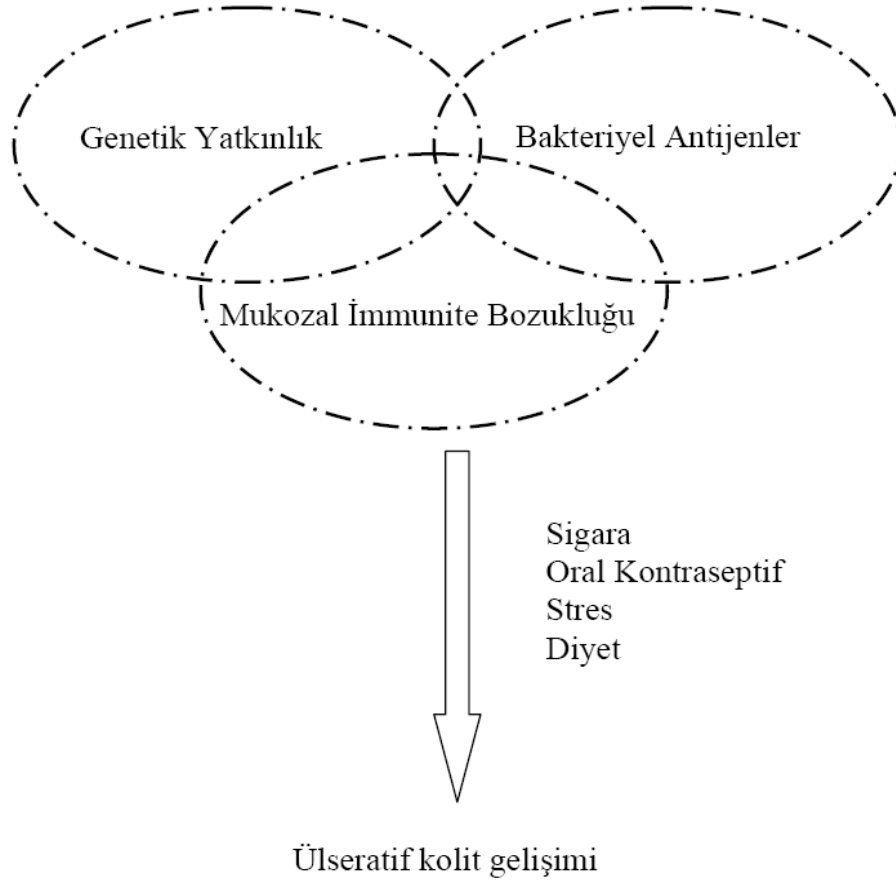 Genetik Yatkınlık
Bakteriyel Antijenler
Mukozal İmmunite Bozukluğu
Sigara
Oral Kontraseptif
Stres
Diyet
Ülseratif kolit gelişimi